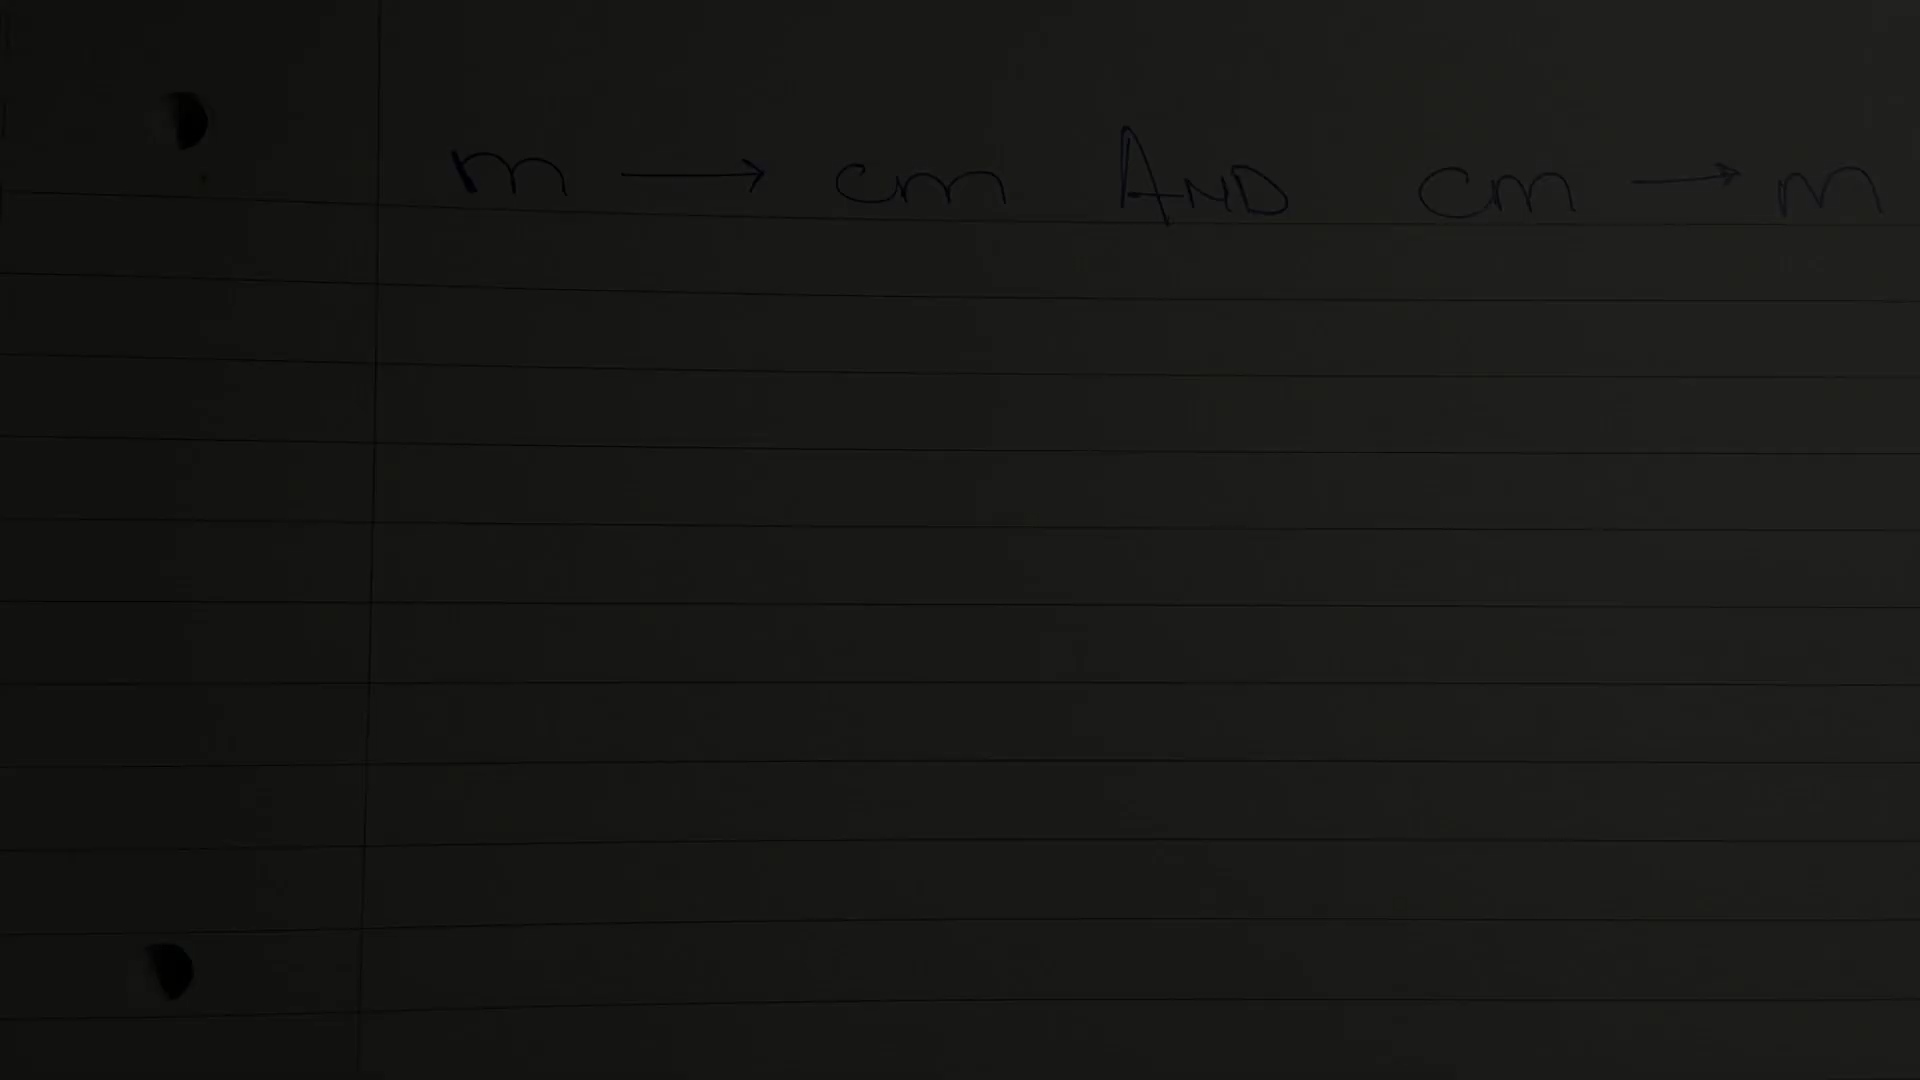 m → cm AND cm → m